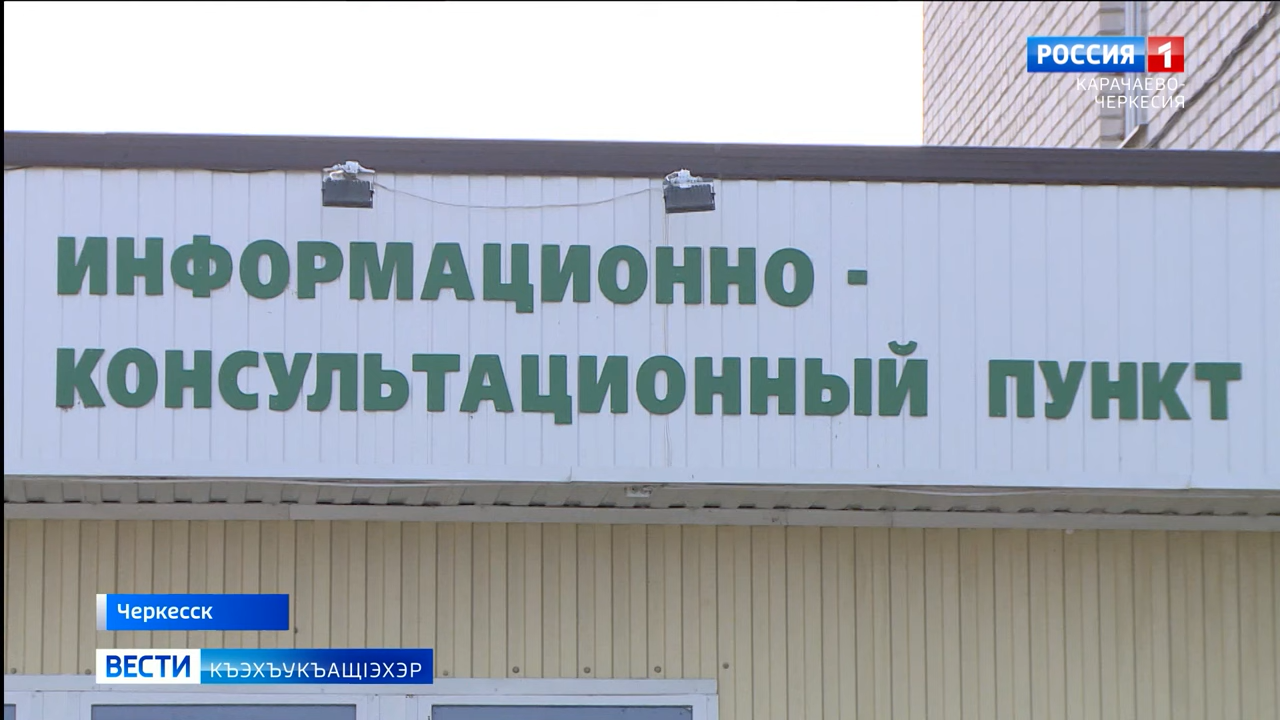 РОССИЯ 1
КАРАЧАЕВО-
ЧЕРКЕСИЯ
ИНФОРМАЦИОННО -
КОНСУЛЬТАЦИОННЫЙ ПУНКТ
Черкесск
ВЕСТИ КЪЭХЪУКЪАЩIЭХЭР